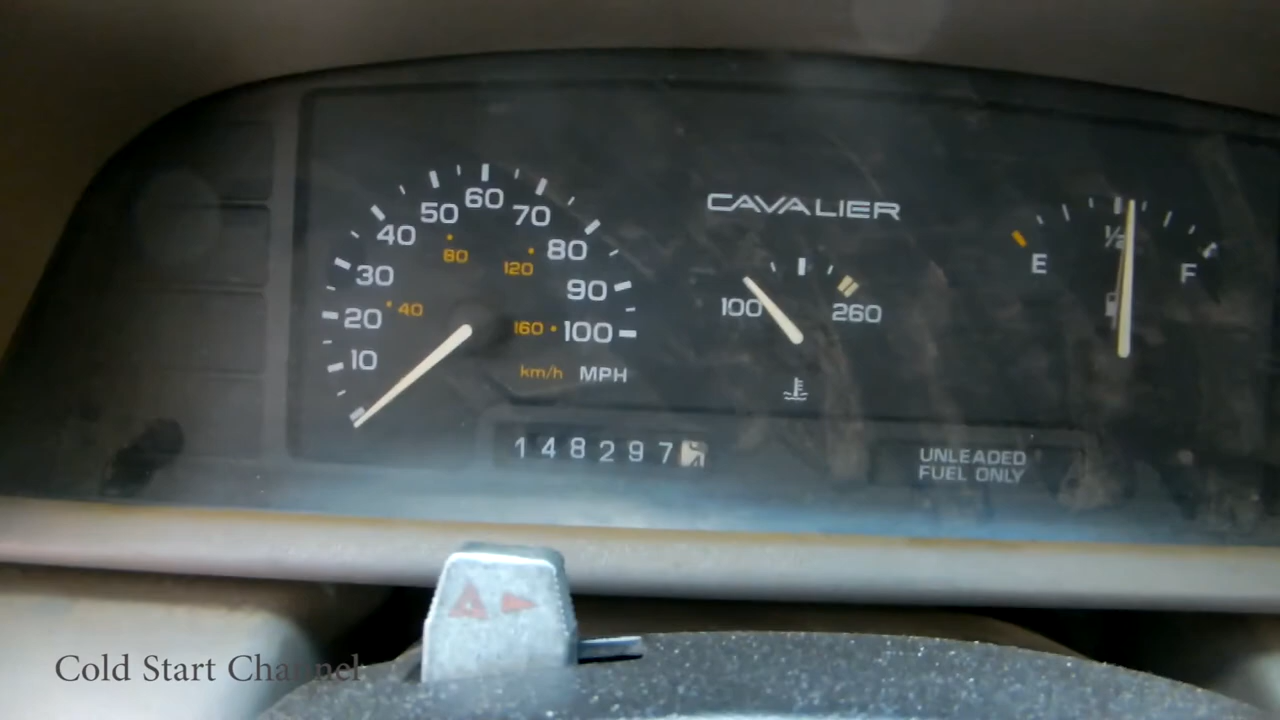 CAVALIER
60
50
70
40
80
80
120
30
90
40
20
160
100
10
km/h MPH
100
260
1/2
E
F
148297
UNLEADED
FUEL ONLY
Cold Start Channel